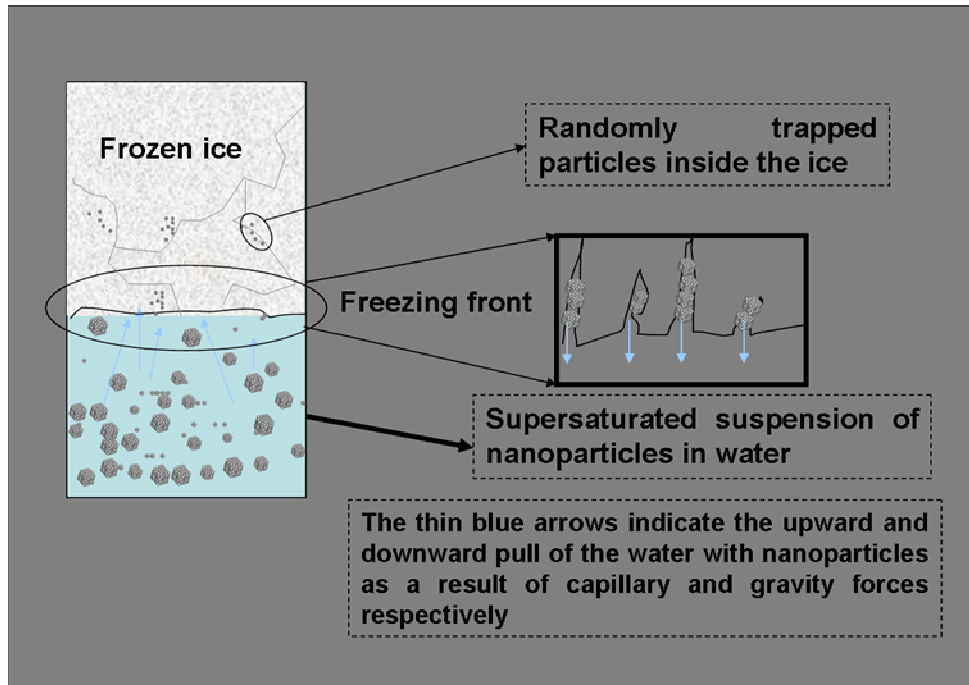 Frozen ice
Randomly trapped
particles inside the ice
Freezing front
Supersaturated suspension of
nanoparticles in water
The thin blue arrows indicate the upward and
downward pull of the water with nanoparticles
as a result of capillary and gravity forces
respectively